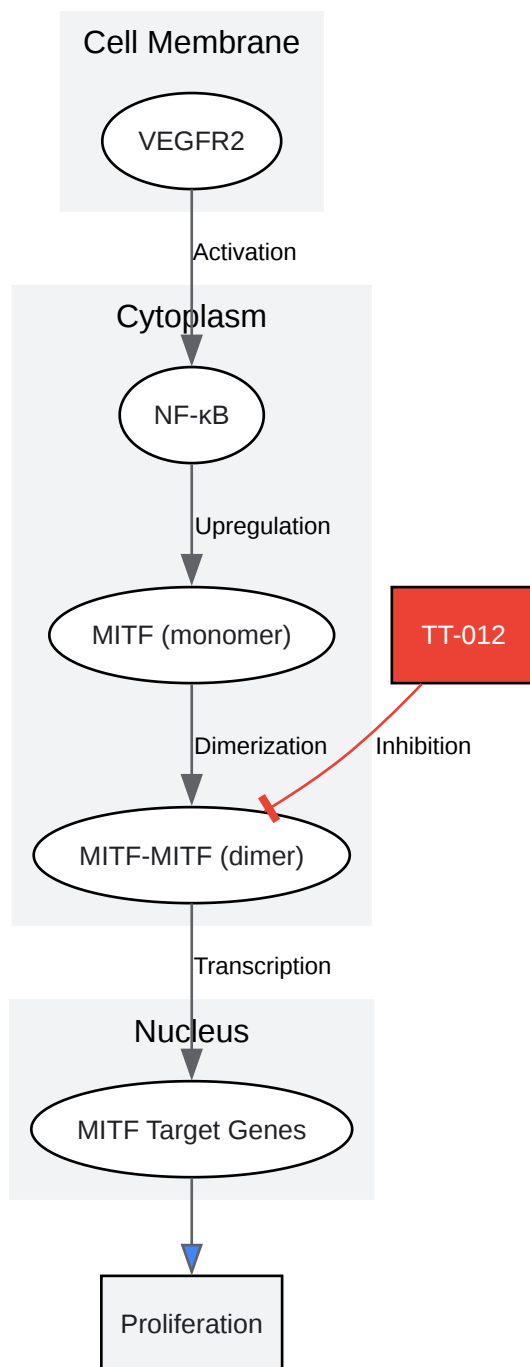 Cell Membrane
VEGFR2
Activation
Cytoplasm
NF-κB
Upregulation
MITF (monomer)
TT-012
Dimerization
Inhibition
MITF-MITF (dimer)
Transcription
Nucleus
MITF Target Genes
Proliferation